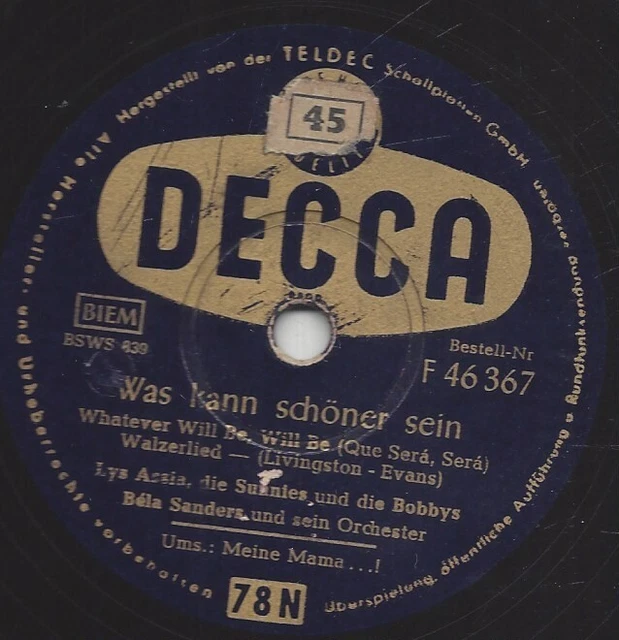 Alle Hersteller- und Urheberrechte vorbehalten
Hergestellt von der TELDEC Schallplatten GmbH
Überspielung, öffentliche Aufführung u Rundfunksendung verboten
45
DECCA
BIEM
BSWS 439
Bestell-Nr
F 46 367
Was kann schöner sein
Whatever Will Be, Will Be (Que Será, Será)
Walzerlied — (Livingston - Evans)
Lys Assia, die Sunnies und die Bobbys
Béla Sanders und sein Orchester
Ums.: Meine Mama...!
78N